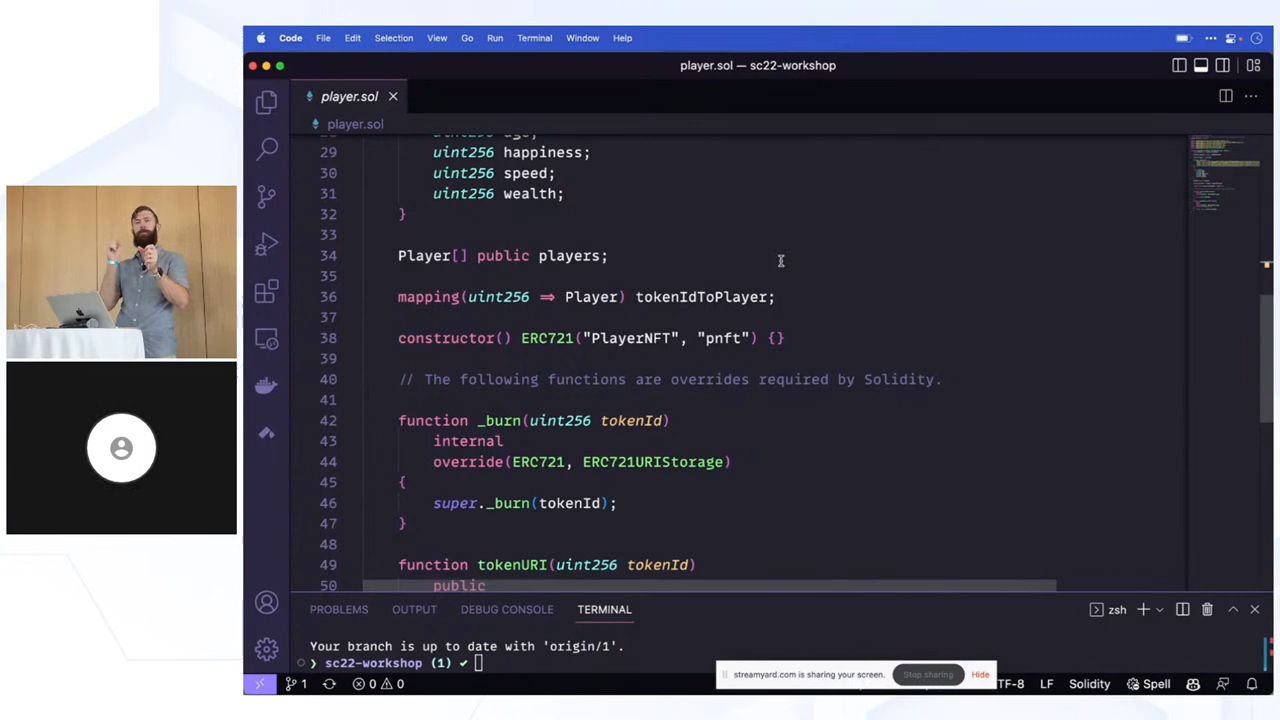 Code File Edit Selection View Go Run Terminal Window Help
player.sol — sc22-workshop
player.sol
player.sol
29 uint256 happiness;
30 uint256 speed;
31 uint256 wealth;
32 }
33
34 Player[] public players;
35
36 mapping(uint256 => Player) tokenIdToPlayer;
37
38 constructor() ERC721("PlayerNFT", "pnft") {}
39
40 // The following functions are overrides required by Solidity.
41
42 function _burn(uint256 tokenId)
43 internal
44 override(ERC721, ERC721URIStorage)
45 {
46 super._burn(tokenId);
47 }
48
49 function tokenURI(uint256 tokenId)
50 public
PROBLEMS OUTPUT DEBUG CONSOLE TERMINAL
zsh
Your branch is up to date with 'origin/1'.
❯ sc22-workshop (1) ✔
streamyard.com is sharing your screen. Stop sharing Hide
1 0 0 TF-8 LF Solidity Spell